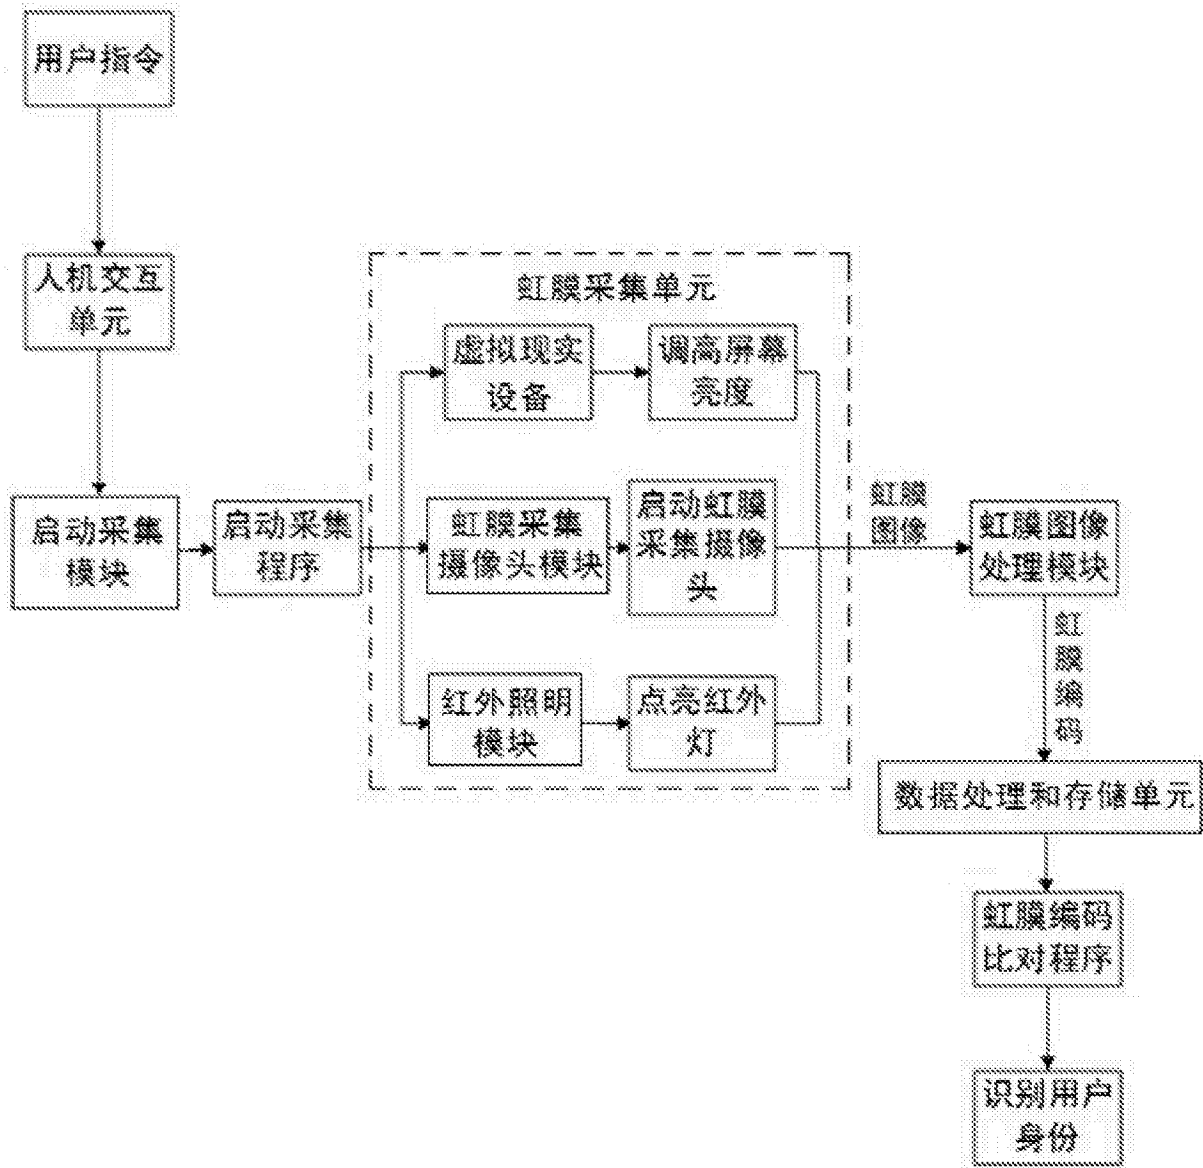 用户指令
人机交互
单元
启动采集
模块
启动采集
程序
虹膜采集单元
虚拟现实
设备
调高屏幕
亮度
虹膜采集
摄像头模块
启动虹膜
采集摄像
头
红外照明
模块
点亮红外
灯
虹膜
图像
虹膜图像
处理模块
虹
膜
编
码
数据处理和存储单元
虹膜编码
比对程序
识别用户
身份